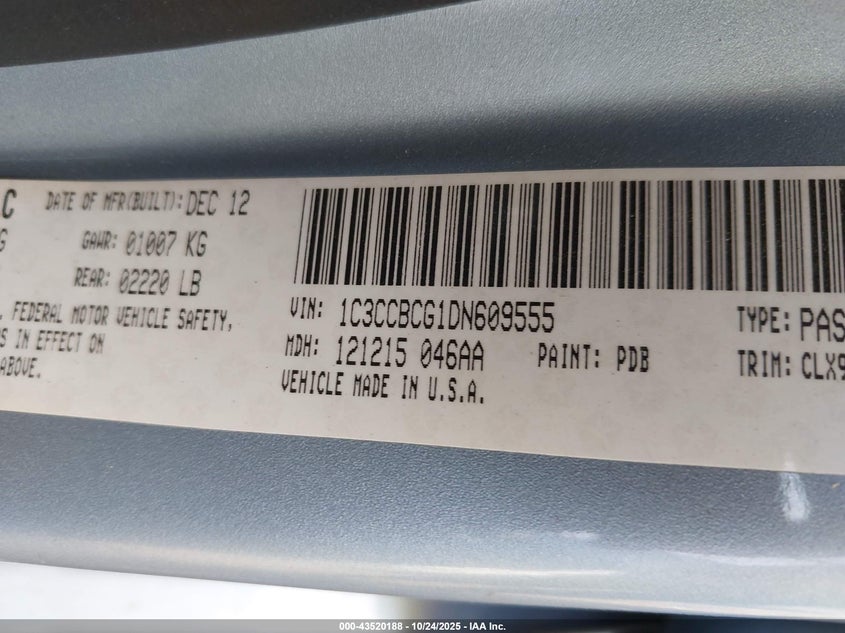 C DATE OF MFR(BUILT): DEC 12
G GAWR: 01007 KG
REAR: 02220 LB
, FEDERAL MOTOR VEHICLE SAFETY,
S IN EFFECT ON
ABOVE.
VIN: 1C3CCBCG1DN609555 TYPE: PAS
MDH: 121215 046AA PAINT: PDB TRIM: CLX9
VEHICLE MADE IN U.S.A.
000-43520188 - 10/24/2025 - IAA Inc.